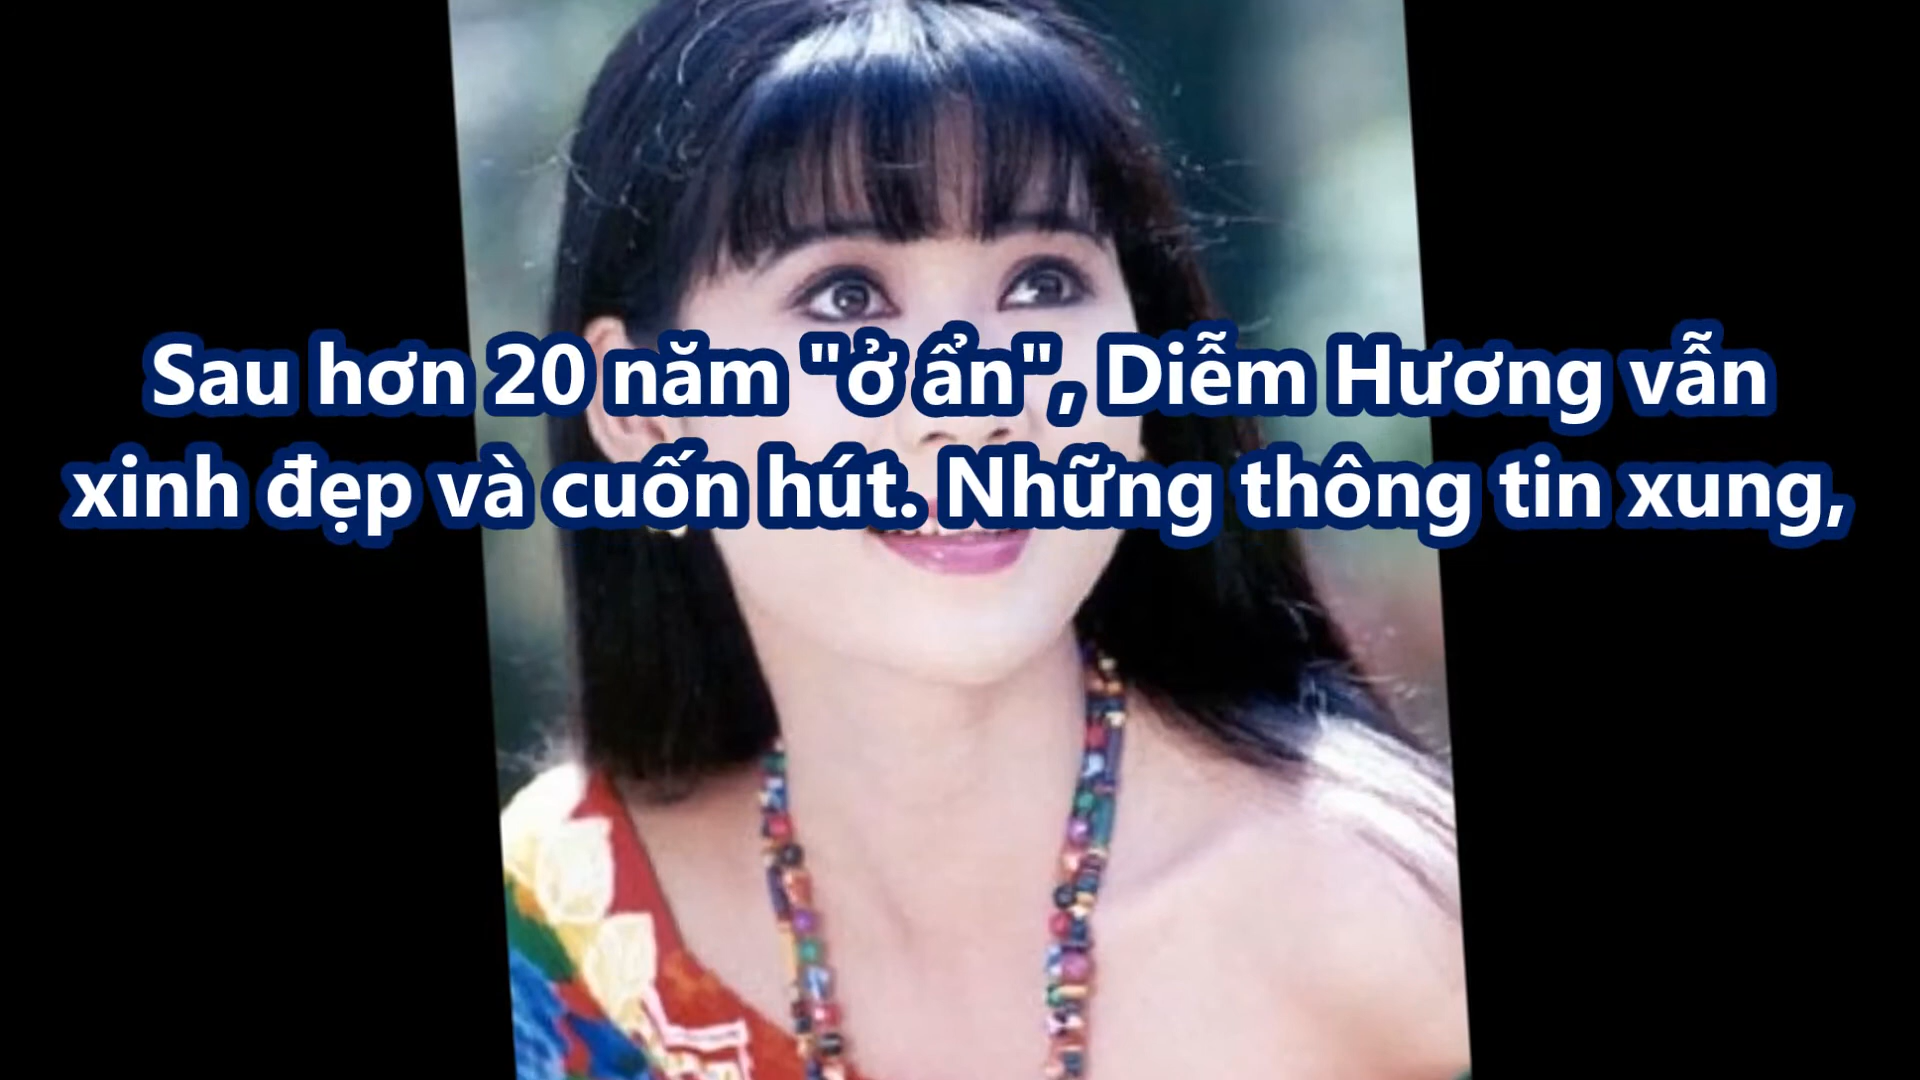 Sau hơn 20 năm "ở ẩn", Diễm Hương vẫn
xinh đẹp và cuốn hút. Những thông tin xung,